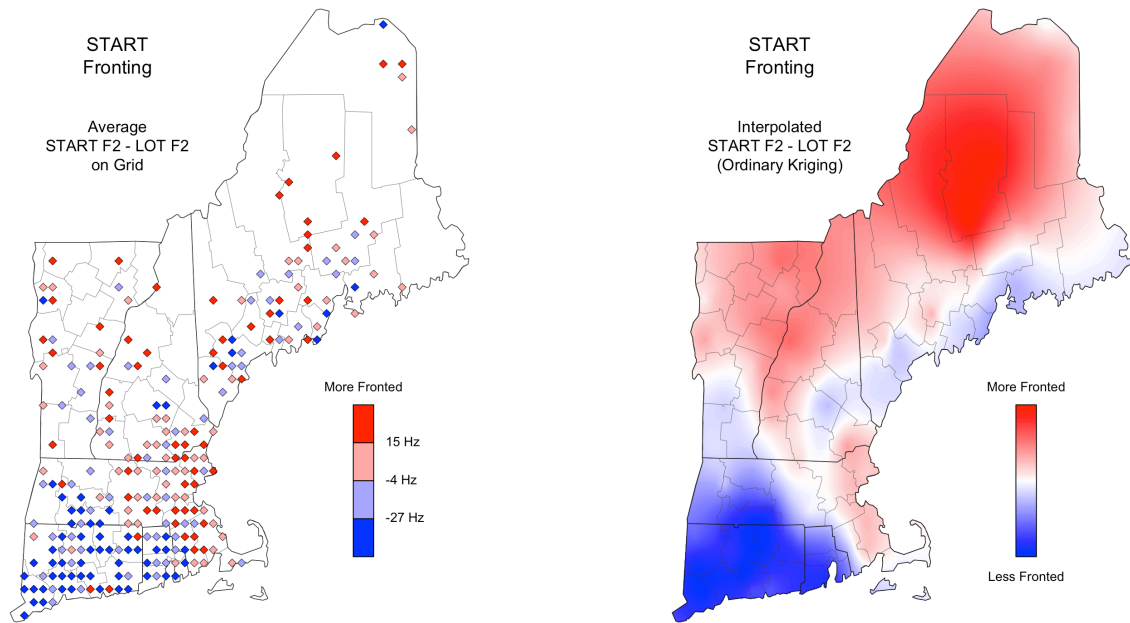 START
Fronting
Average
START F2 - LOT F2
on Grid
More Fronted
15 Hz
-4 Hz
-27 Hz
START
Fronting
Interpolated
START F2 - LOT F2
(Ordinary Kriging)
More Fronted
Less Fronted